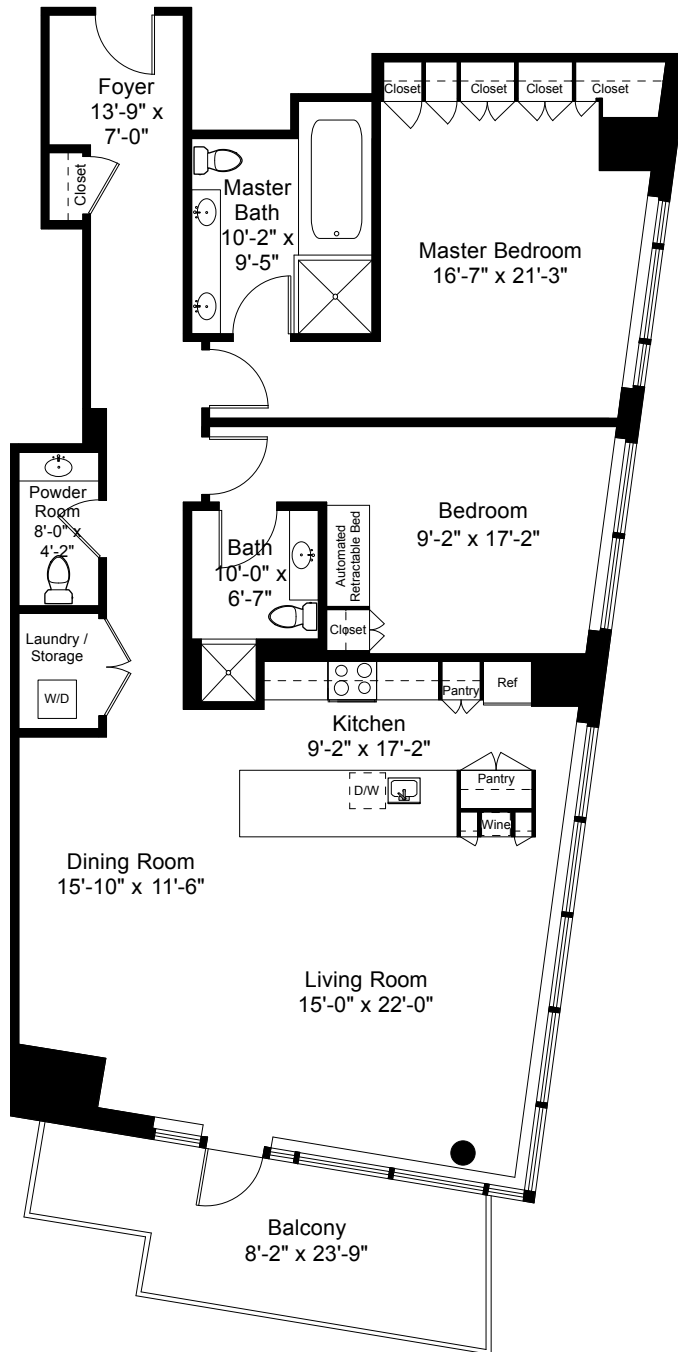 Foyer
13'-9" x
7'-0"
Closet
Closet
Closet
Closet
Closet
Master
Bath
10'-2" x
9'-5"
Master Bedroom
16'-7" x 21'-3"
Powder
Room
8'-0" x
4'-2"
Bath
10'-0" x
6'-7"
Automated
Retractable Bed
Bedroom
9'-2" x 17'-2"
Closet
Laundry /
Storage
W/D
Pantry
Ref
Kitchen
9'-2" x 17'-2"
D/W
Pantry
Wine
Dining Room
15'-10" x 11'-6"
Living Room
15'-0" x 22'-0"
Balcony
8'-2" x 23'-9"